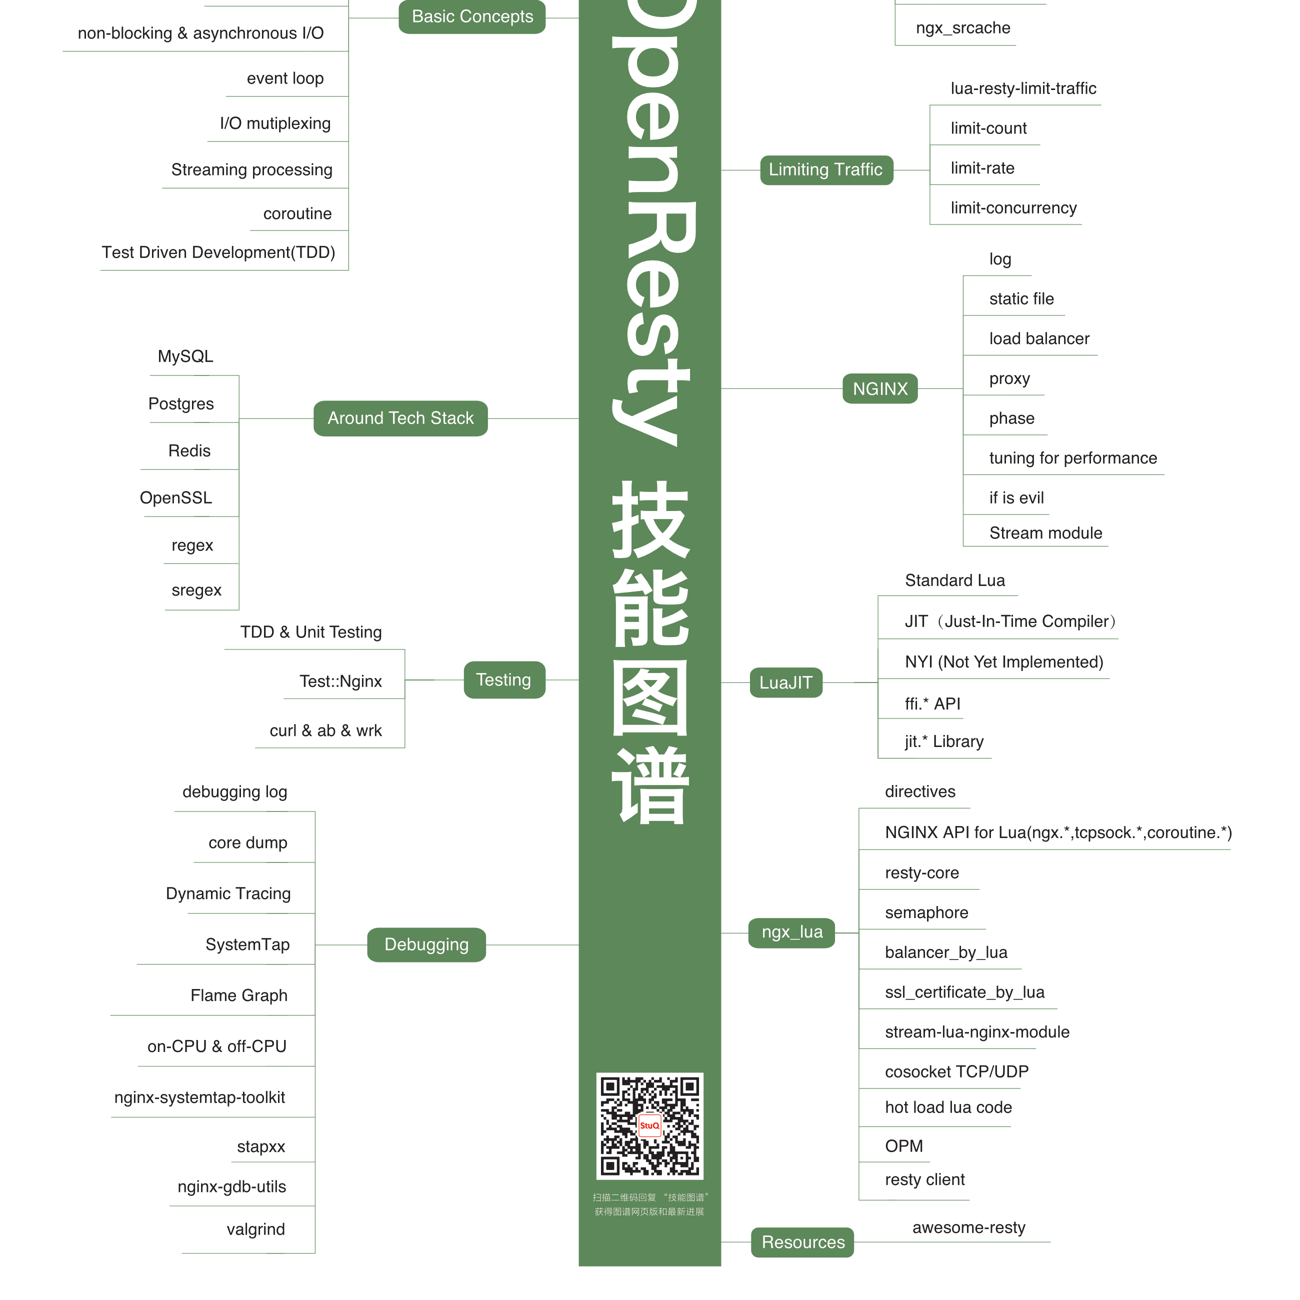 Basic Concepts
non-blocking & asynchronous I/O
event loop
I/O mutiplexing
Streaming processing
coroutine
Test Driven Development(TDD)
Around Tech Stack
MySQL
Postgres
Redis
OpenSSL
regex
sregex
Testing
TDD & Unit Testing
Test::Nginx
curl & ab & wrk
Debugging
debugging log
core dump
Dynamic Tracing
SystemTap
Flame Graph
on-CPU & off-CPU
nginx-systemtap-toolkit
stapxx
nginx-gdb-utils
valgrind
OpenResty 技能图谱
StuQ
扫描二维码回复 “技能图谱”
获得图谱网页版和最新进展
ngx_srcache
Limiting Traffic
lua-resty-limit-traffic
limit-count
limit-rate
limit-concurrency
NGINX
log
static file
load balancer
proxy
phase
tuning for performance
if is evil
Stream module
LuaJIT
Standard Lua
JIT（Just-In-Time Compiler）
NYI (Not Yet Implemented)
ffi.* API
jit.* Library
ngx_lua
directives
NGINX API for Lua(ngx.*,tcpsock.*,coroutine.*)
resty-core
semaphore
balancer_by_lua
ssl_certificate_by_lua
stream-lua-nginx-module
cosocket TCP/UDP
hot load lua code
OPM
resty client
Resources
awesome-resty